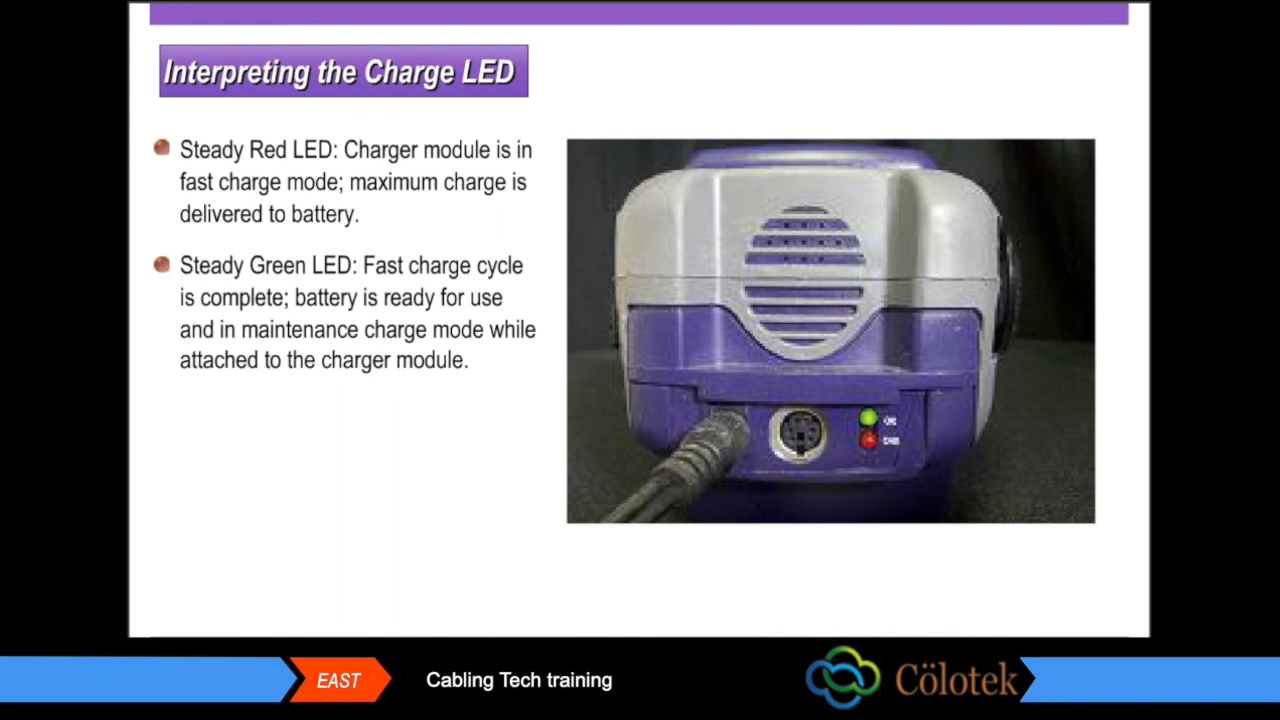 Interpreting the Charge LED
Steady Red LED: Charger module is in
fast charge mode; maximum charge is
delivered to battery.
Steady Green LED: Fast charge cycle
is complete; battery is ready for use
and in maintenance charge mode while
attached to the charger module.
EAST
Cabling Tech training
Cölotek